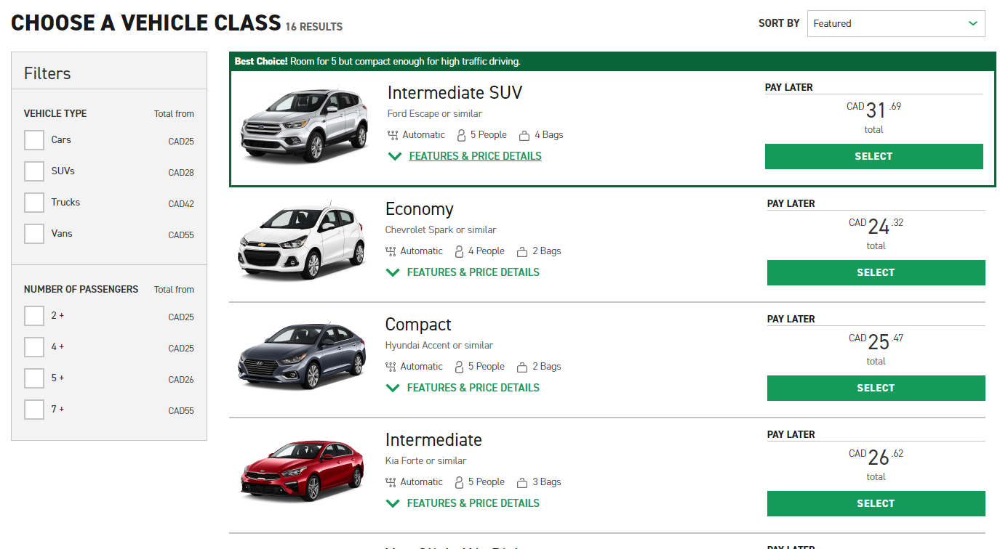 CHOOSE A VEHICLE CLASS 16 RESULTS
SORT BY Featured
Filters
VEHICLE TYPE Total from
Cars CAD25
SUVs CAD28
Trucks CAD42
Vans CAD55
NUMBER OF PASSENGERS Total from
2 + CAD25
4 + CAD25
5 + CAD26
7 + CAD55
Best Choice! Room for 5 but compact enough for high traffic driving.
Intermediate SUV
Ford Escape or similar
Automatic 5 People 4 Bags
FEATURES & PRICE DETAILS
PAY LATER
CAD 31 .69
total
SELECT
Economy
Chevrolet Spark or similar
Automatic 4 People 2 Bags
FEATURES & PRICE DETAILS
PAY LATER
CAD 24 .32
total
SELECT
Compact
Hyundai Accent or similar
Automatic 5 People 2 Bags
FEATURES & PRICE DETAILS
PAY LATER
CAD 25 .47
total
SELECT
Intermediate
Kia Forte or similar
Automatic 5 People 3 Bags
FEATURES & PRICE DETAILS
PAY LATER
CAD 26 .62
total
SELECT
PAY LATER